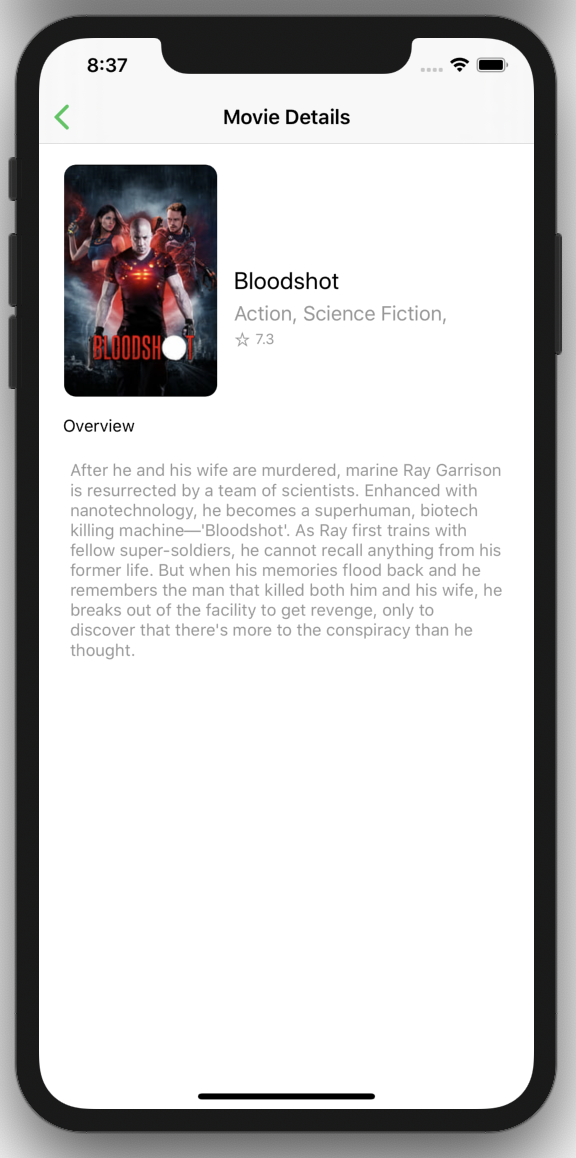 8:37
Movie Details
BLOODSHOT
Bloodshot
Action, Science Fiction,
☆ 7.3
Overview
After he and his wife are murdered, marine Ray Garrison
is resurrected by a team of scientists. Enhanced with
nanotechnology, he becomes a superhuman, biotech
killing machine—'Bloodshot'. As Ray first trains with
fellow super-soldiers, he cannot recall anything from his
former life. But when his memories flood back and he
remembers the man that killed both him and his wife, he
breaks out of the facility to get revenge, only to
discover that there's more to the conspiracy than he
thought.